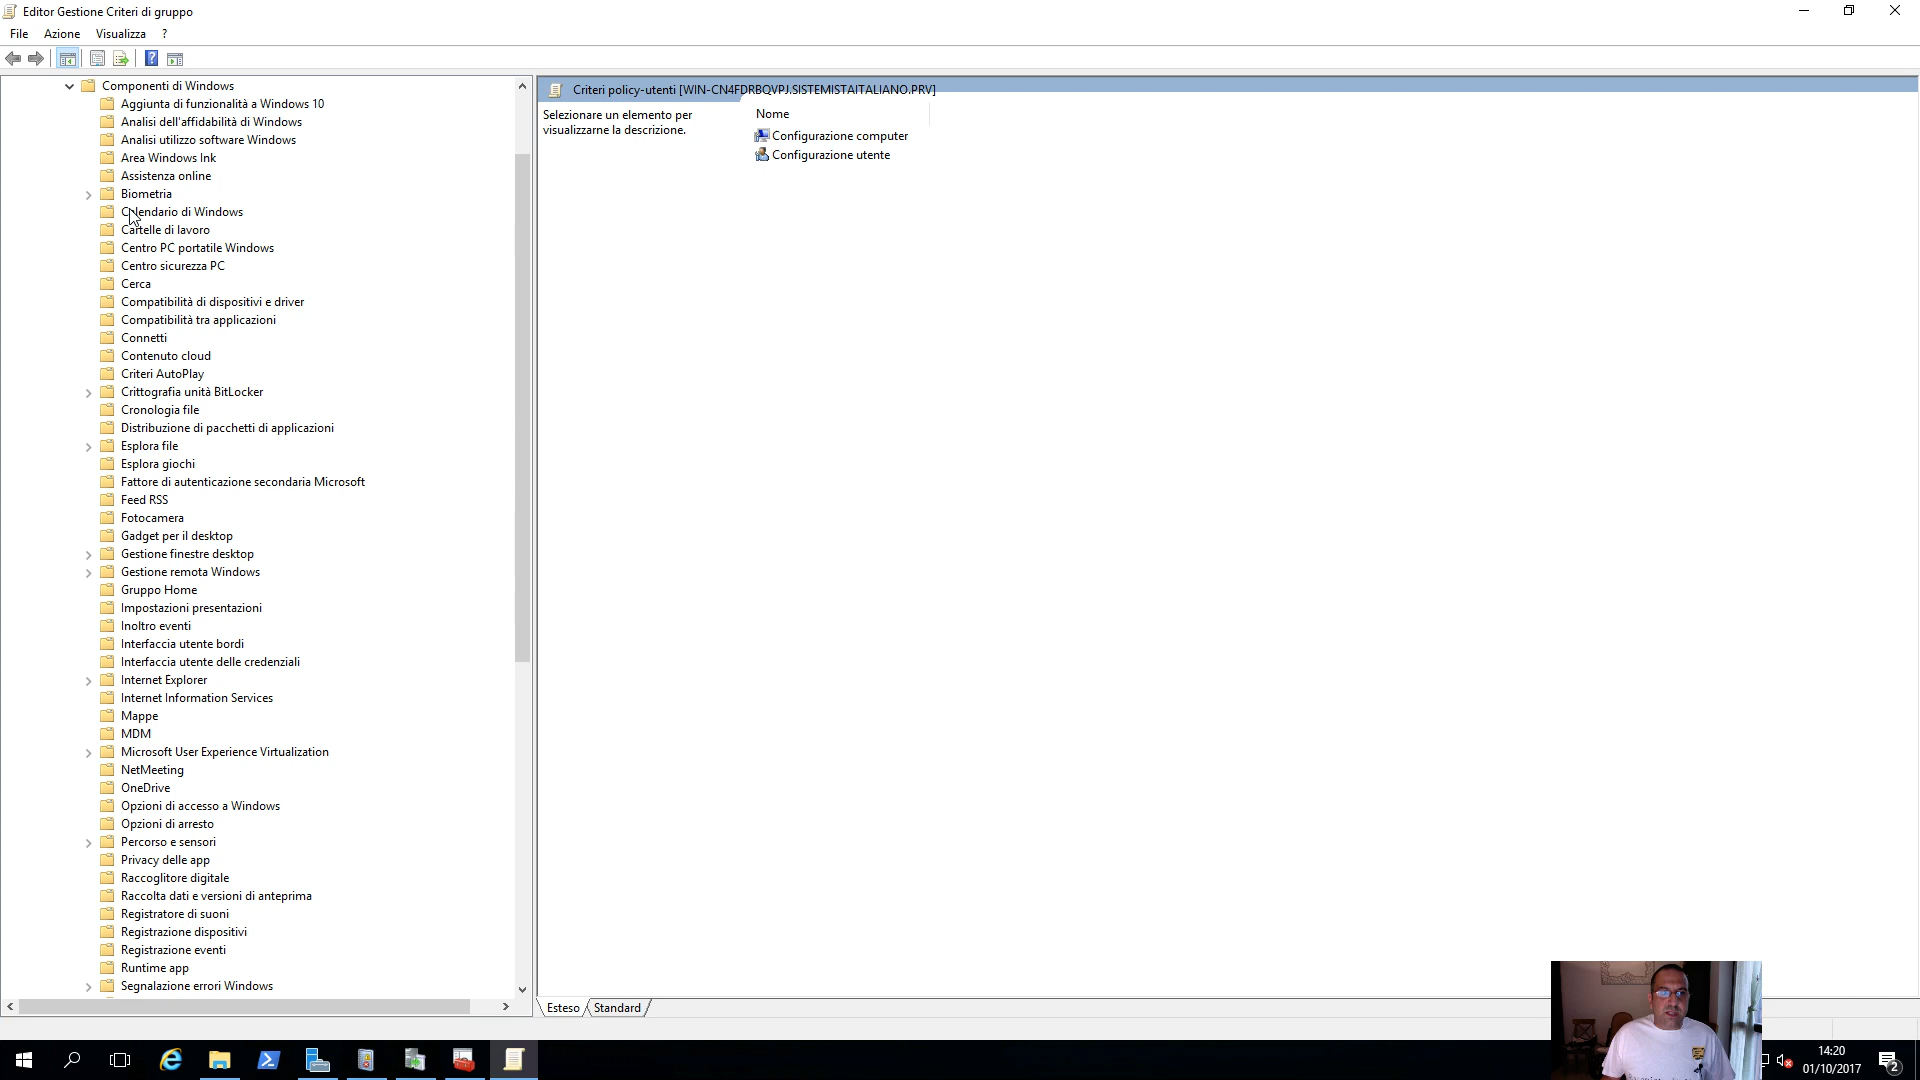 Editor Gestione Criteri di gruppo
File Azione Visualizza ?
Componenti di Windows
Aggiunta di funzionalità a Windows 10
Analisi dell'affidabilità di Windows
Analisi utilizzo software Windows
Area Windows Ink
Assistenza online
Biometria
Calendario di Windows
Cartelle di lavoro
Centro PC portatile Windows
Centro sicurezza PC
Cerca
Compatibilità di dispositivi e driver
Compatibilità tra applicazioni
Connetti
Contenuto cloud
Criteri AutoPlay
Crittografia unità BitLocker
Cronologia file
Distribuzione di pacchetti di applicazioni
Esplora file
Esplora giochi
Fattore di autenticazione secondaria Microsoft
Feed RSS
Fotocamera
Gadget per il desktop
Gestione finestre desktop
Gestione remota Windows
Gruppo Home
Impostazioni presentazioni
Inoltro eventi
Interfaccia utente bordi
Interfaccia utente delle credenziali
Internet Explorer
Internet Information Services
Mappe
MDM
Microsoft User Experience Virtualization
NetMeeting
OneDrive
Opzioni di accesso a Windows
Opzioni di arresto
Percorso e sensori
Privacy delle app
Raccoglitore digitale
Raccolta dati e versioni di anteprima
Registratore di suoni
Registrazione dispositivi
Registrazione eventi
Runtime app
Segnalazione errori Windows
Criteri policy-utenti [WIN-CN4FDRBQVPJ.SISTEMISTAITALIANO.PRV]
Selezionare un elemento per
visualizzarne la descrizione.
Nome
Configurazione computer
Configurazione utente
Esteso Standard
14:20
01/10/2017
2